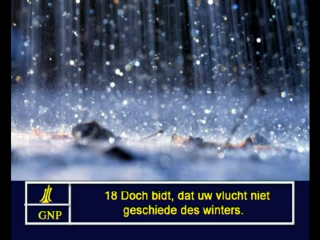 18 Doch bidt, dat uw vlucht niet
geschiede des winters.
GNP